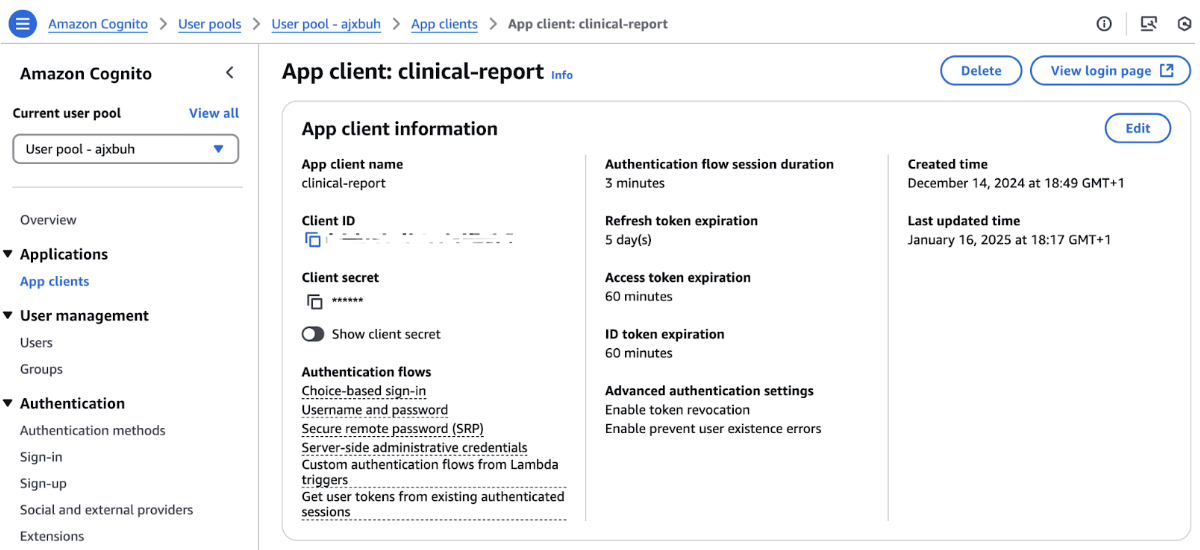 Amazon Cognito > User pools > User pool - ajxbuh > App clients > App client: clinical-report
Amazon Cognito
Current user pool
View all
User pool - ajxbuh
Overview
Applications
App clients
User management
Users
Groups
Authentication
Authentication methods
Sign-in
Sign-up
Social and external providers
Extensions
App client: clinical-report Info
Delete
View login page
App client information
Edit
App client name
clinical-report
Client ID
Client secret
******
Show client secret
Authentication flows
Choice-based sign-in
Username and password
Secure remote password (SRP)
Server-side administrative credentials
Custom authentication flows from Lambda
triggers
Get user tokens from existing authenticated
sessions
Authentication flow session duration
3 minutes
Refresh token expiration
5 day(s)
Access token expiration
60 minutes
ID token expiration
60 minutes
Advanced authentication settings
Enable token revocation
Enable prevent user existence errors
Created time
December 14, 2024 at 18:49 GMT+1
Last updated time
January 16, 2025 at 18:17 GMT+1